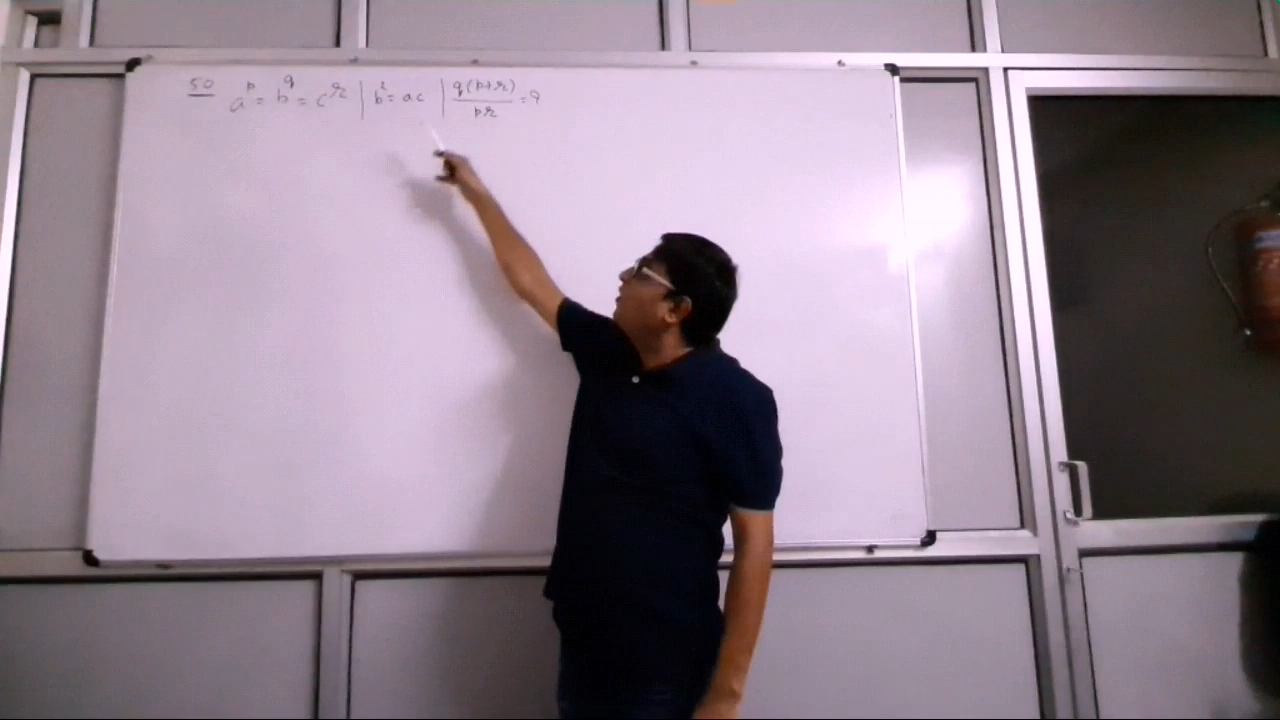 50 a^p = b^q = c^r | b^2 = ac | q(p+r)/pr = ?